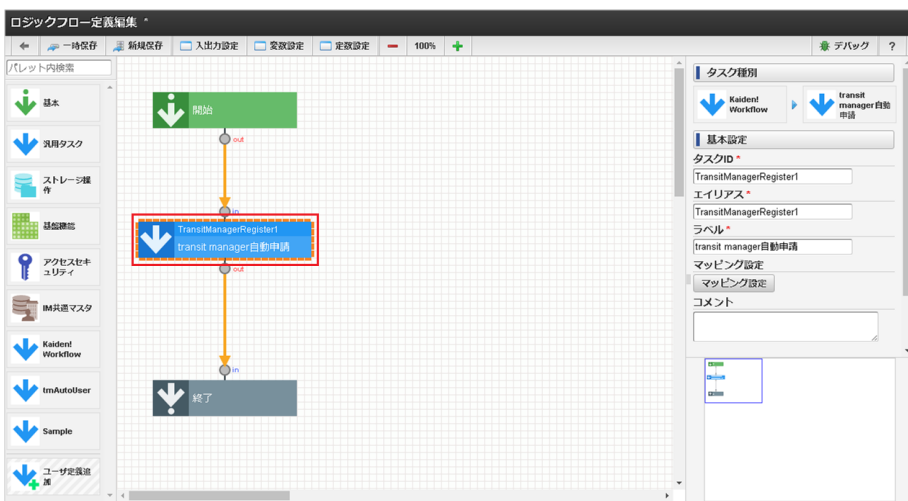 ロジックフロー定義編集 *
一時保存
新規保存
入出力設定
変数設定
定数設定
100%
デバック
?
パレット内検索
基本
汎用タスク
ストレージ操
作
基盤機能
アクセスセキ
ュリティ
IM共通マスタ
Kaiden!
Workflow
tmAutoUser
Sample
ユーザ定義追
加
開始
out
in
TransitManagerRegister1
transit manager自動申請
out
in
終了
タスク種別
Kaiden!
Workflow
transit
manager自動
申請
基本設定
タスクID *
TransitManagerRegister1
エイリアス *
TransitManagerRegister1
ラベル *
transit manager自動申請
マッピング設定
マッピング設定
コメント